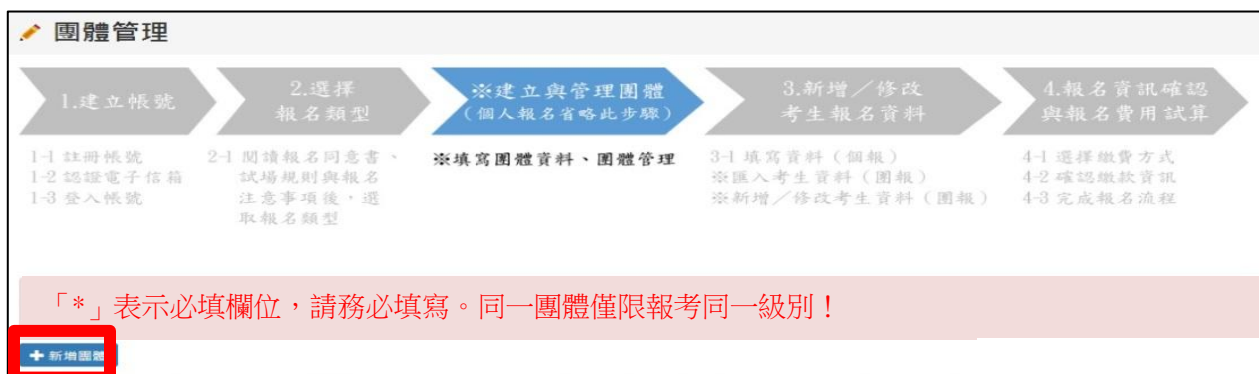 團體管理
1.建立帳號
2.選擇
報名類型
※建立與管理團體
(個人報名省略此步驟)
3.新增／修改
考生報名資料
4.報名資訊確認
與報名費用試算
1-1 註冊帳號
1-2 認證電子信箱
1-3 登入帳號
2-1 閱讀報名同意書、
試場規則與報名
注意事項後，選
取報名類型
※填寫團體資料、團體管理
3-1 填寫資料（個報）
※匯入考生資料（團報）
※新增／修改考生資料（團報）
4-1 選擇繳費方式
4-2 確認繳款資訊
4-3 完成報名流程
「*」表示必填欄位，請務必填寫。同一團體僅限報考同一級別！
新增團體